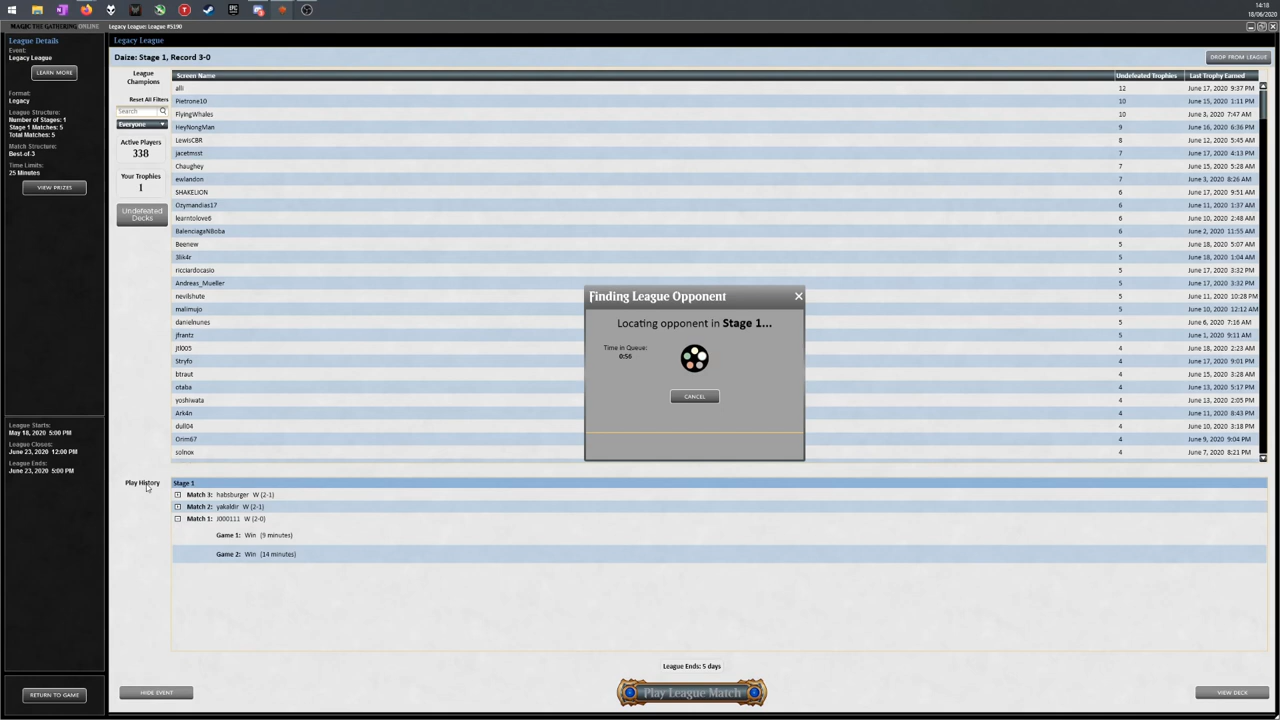 14:18
18/06/2020
MAGIC THE GATHERING ONLINE
Legacy League: League #5190
League Details
Event:
Legacy League
LEARN MORE
Format:
Legacy
League Structure:
Number of Stages: 1
Stage 1 Matches: 5
Total Matches: 5
Match Structure:
Best-of-3
Time Limits:
25 Minutes
VIEW PRIZES
League Starts:
May 18, 2020 5:00 PM
League Closes:
June 23, 2020 12:00 PM
League Ends:
June 23, 2020 5:00 PM
RETURN TO GAME
Legacy League
Daize: Stage 1, Record 3-0
DROP FROM LEAGUE
League
Champions
Reset All Filters
Search
Everyone
Active Players
338
Your Trophies
1
Undefeated
Decks
Screen Name Undefeated Trophies Last Trophy Earned
alli 12 June 17, 2020 9:37 PM
Pietrone10 10 June 15, 2020 1:11 PM
FlyingWhales 10 June 3, 2020 7:47 AM
HeyNongMan 9 June 16, 2020 6:36 PM
LewisCBR 8 June 12, 2020 5:45 AM
jacetmsst 7 June 17, 2020 4:13 PM
Chaughey 7 June 15, 2020 5:28 AM
ewlandon 7 June 3, 2020 8:26 AM
SHAKELION 6 June 17, 2020 9:51 AM
Ozymandias17 6 June 11, 2020 1:37 AM
learntolove6 6 June 10, 2020 2:48 AM
BalenciagaNBoba 6 June 2, 2020 11:55 AM
Beenew 5 June 18, 2020 5:07 AM
3lik4r 5 June 18, 2020 1:04 AM
ricciardocasio 5 June 17, 2020 3:32 PM
Andreas_Mueller 5 June 17, 2020 3:32 PM
nevilshute 5 June 11, 2020 10:28 PM
malimujo 5 June 10, 2020 12:12 AM
danielnunes 5 June 6, 2020 7:16 AM
jfrantz 5 June 1, 2020 9:11 AM
jtl005 4 June 18, 2020 2:23 AM
Stryfo 4 June 17, 2020 9:01 PM
btraut 4 June 15, 2020 3:28 AM
otaba 4 June 13, 2020 5:17 PM
yoshiwata 4 June 13, 2020 2:05 PM
Ark4n 4 June 11, 2020 8:43 PM
dull04 4 June 10, 2020 3:18 PM
Orim67 4 June 9, 2020 9:04 PM
solnox 4 June 7, 2020 8:21 PM
Finding League Opponent
Locating opponent in Stage 1...
Time in Queue:
0:56
CANCEL
Play History
Stage 1
Match 3: habsburger W (2-1)
Match 2: yakaldir W (2-1)
Match 1: J000111 W (2-0)
Game 1: Win (9 minutes)
Game 2: Win (14 minutes)
League Ends: 5 days
HIDE EVENT
Play League Match
VIEW DECK